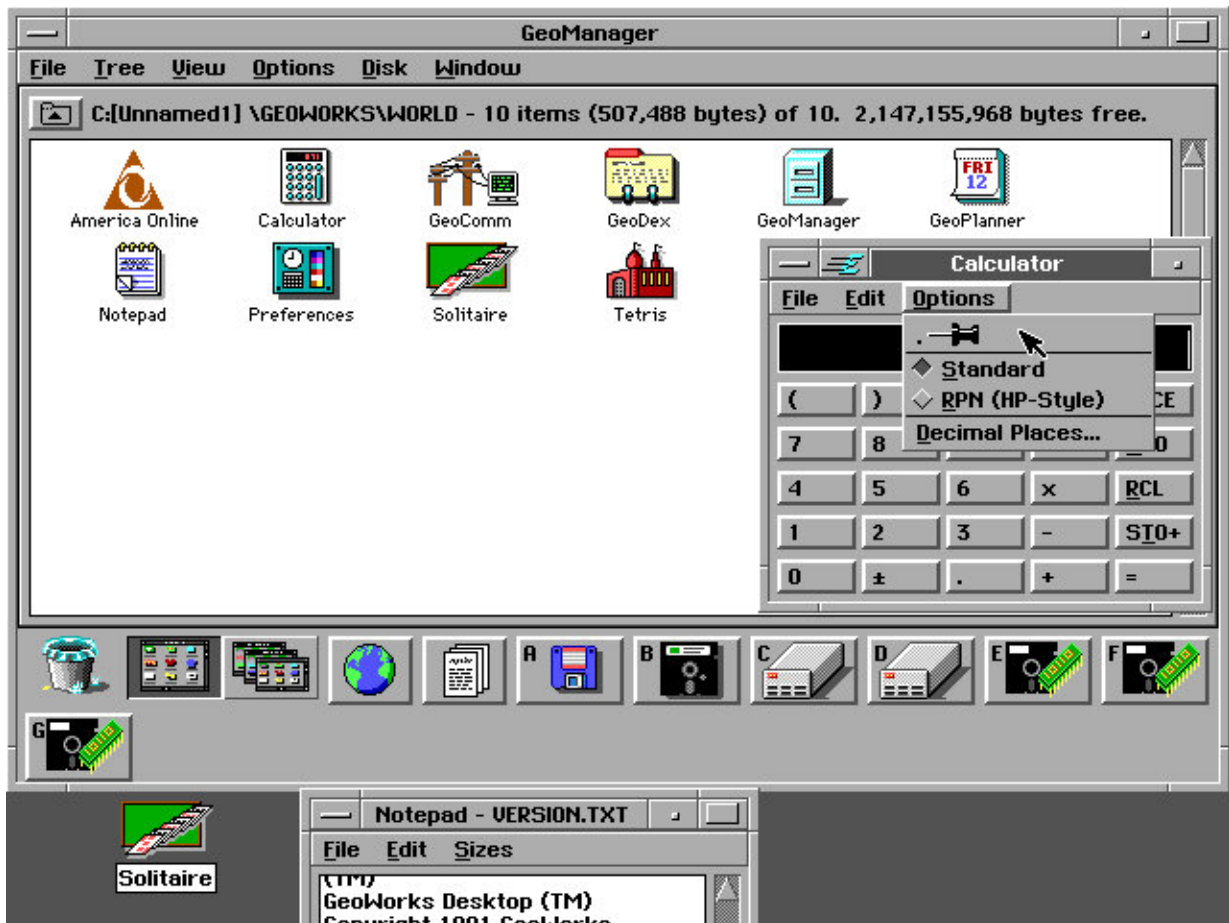 GeoManager
File Tree View Options Disk Window
C:[Unnamed1] \GEOWORKS\WORLD - 10 items (507,488 bytes) of 10. 2,147,155,968 bytes free.
America Online
Calculator
GeoComm
GeoDex
GeoManager
GeoPlanner
FRI
12
Notepad
Preferences
Solitaire
Tetris
Calculator
File Edit Options
Standard
RPN (HP-Style)
Decimal Places...
( )
7 8
4 5 6 x RCL
1 2 3 - STO+
0 ± . + =
A B C D E F
G
Solitaire
Notepad - VERSION.TXT
File Edit Sizes
(TM)
GeoWorks Desktop (TM)
Copyright 1991 GeoWorks